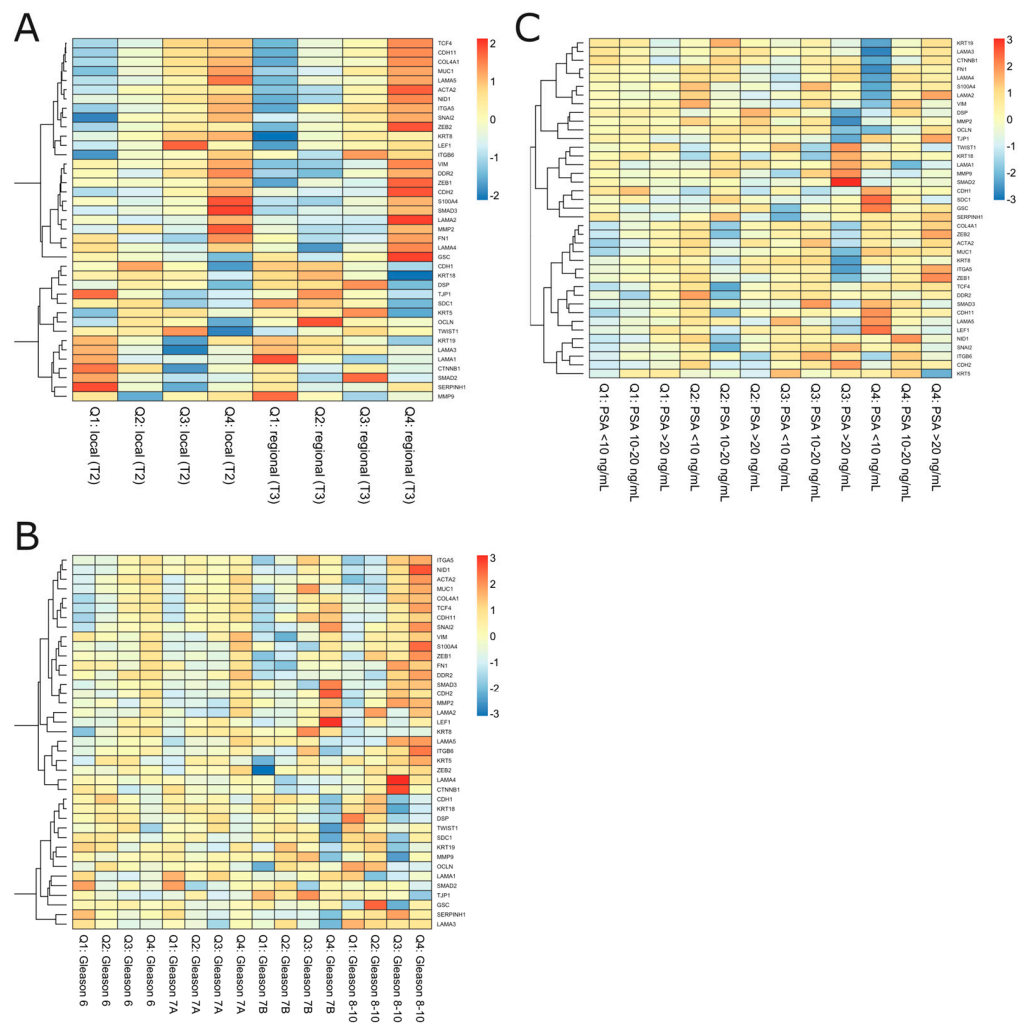 A
TCF4
CDH11
COL4A1
MUC1
LAMA5
ACTA2
NID1
ITGA5
SNAI2
ZEB2
KRT8
LEF1
ITGB6
VIM
DDR2
ZEB1
CDH2
S100A4
SMAD3
LAMA2
MMP2
FN1
LAMA4
GSC
CDH1
KRT18
DSP
TJP1
SDC1
KRT5
OCLN
TWIST1
KRT19
LAMA3
LAMA1
CTNNB1
SMAD2
SERPINH1
MMP9
2
1
0
-1
-2
Q1: local (T2)
Q2: local (T2)
Q3: local (T2)
Q4: local (T2)
Q1: regional (T3)
Q2: regional (T3)
Q3: regional (T3)
Q4: regional (T3)
C
KRT19
LAMA3
CTNNB1
FN1
LAMA4
S100A4
LAMA2
VIM
DSP
MMP2
OCLN
TJP1
TWIST1
KRT18
LAMA1
MMP9
SMAD2
CDH1
SDC1
GSC
SERPINH1
COL4A1
ZEB2
ACTA2
MUC1
KRT8
ITGA5
ZEB1
TCF4
DDR2
SMAD3
CDH11
LAMA5
LEF1
NID1
SNAI2
ITGB6
CDH2
KRT5
3
2
1
0
-1
-2
-3
Q1: PSA <10 ng/mL
Q1: PSA 10-20 ng/mL
Q1: PSA >20 ng/mL
Q2: PSA <10 ng/mL
Q2: PSA 10-20 ng/mL
Q2: PSA >20 ng/mL
Q3: PSA <10 ng/mL
Q3: PSA 10-20 ng/mL
Q3: PSA >20 ng/mL
Q4: PSA <10 ng/mL
Q4: PSA 10-20 ng/mL
Q4: PSA >20 ng/mL
B
ITGA5
NID1
ACTA2
MUC1
COL4A1
TCF4
CDH11
SNAI2
VIM
S100A4
ZEB1
FN1
DDR2
SMAD3
CDH2
MMP2
LAMA2
LEF1
KRT8
LAMA5
ITGB6
KRT5
ZEB2
LAMA4
CTNNB1
CDH1
KRT18
DSP
TWIST1
SDC1
KRT19
MMP9
OCLN
LAMA1
SMAD2
TJP1
GSC
SERPINH1
LAMA3
3
2
1
0
-1
-2
-3
Q1: Gleason 6
Q2: Gleason 6
Q3: Gleason 6
Q4: Gleason 6
Q1: Gleason 7A
Q2: Gleason 7A
Q3: Gleason 7A
Q4: Gleason 7A
Q1: Gleason 7B
Q2: Gleason 7B
Q3: Gleason 7B
Q4: Gleason 7B
Q1: Gleason 8-10
Q2: Gleason 8-10
Q3: Gleason 8-10
Q4: Gleason 8-10